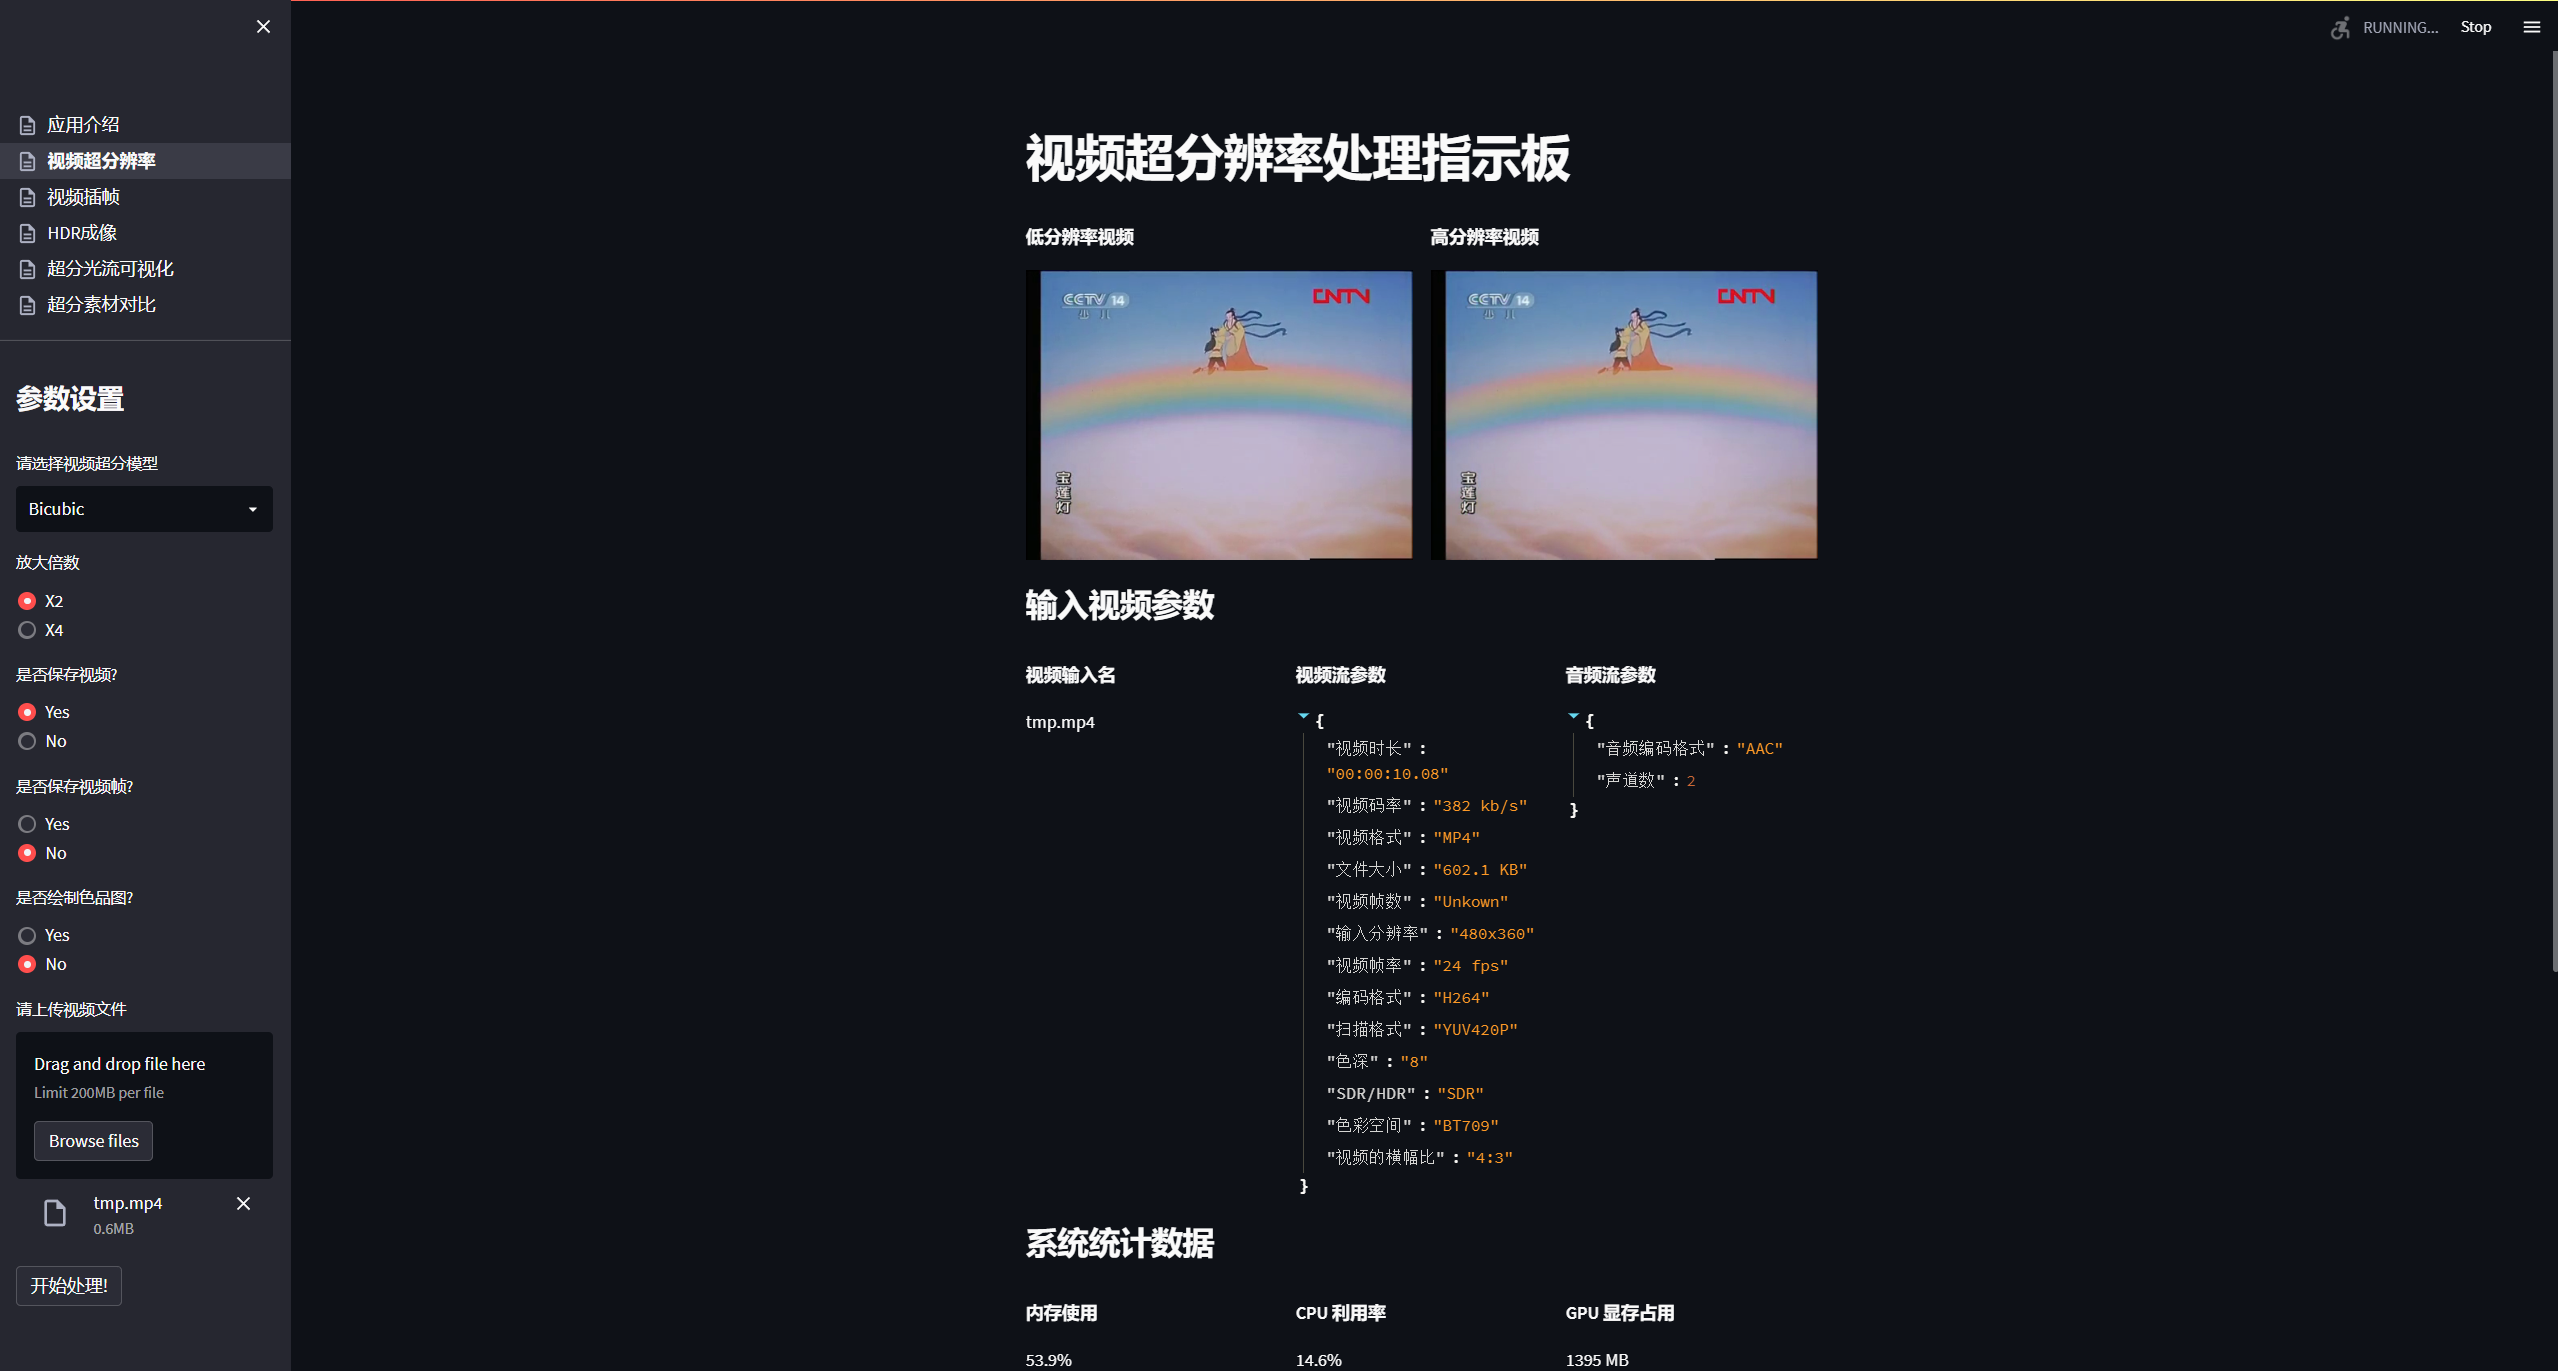 RUNNING...
Stop
应用介绍
视频超分辨率
视频插帧
HDR成像
超分光流可视化
超分素材对比
参数设置
请选择视频超分模型
Bicubic
放大倍数
X2
X4
是否保存视频?
Yes
No
是否保存视频帧?
Yes
No
是否绘制色品图?
Yes
No
请上传视频文件
Drag and drop file here
Limit 200MB per file
Browse files
tmp.mp4
0.6MB
开始处理!
视频超分辨率处理指示板
低分辨率视频
CCTV 14
少儿
CNTV
宝莲灯
高分辨率视频
CCTV 14
少儿
CNTV
宝莲灯
输入视频参数
视频输入名
tmp.mp4
视频流参数
{
"视频时长" :
"00:00:10.08"
"视频码率" : "382 kb/s"
"视频格式" : "MP4"
"文件大小" : "602.1 KB"
"视频帧数" : "Unkown"
"输入分辨率" : "480x360"
"视频帧率" : "24 fps"
"编码格式" : "H264"
"扫描格式" : "YUV420P"
"色深" : "8"
"SDR/HDR" : "SDR"
"色彩空间" : "BT709"
"视频的横幅比" : "4:3"
}
音频流参数
{
"音频编码格式" : "AAC"
"声道数" : 2
}
系统统计数据
内存使用
53.9%
CPU 利用率
14.6%
GPU 显存占用
1395 MB